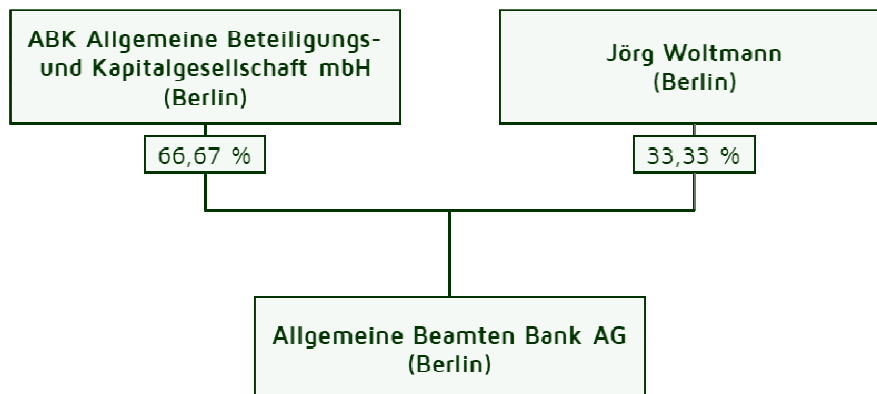 ABK Allgemeine Beteiligungs-
und Kapitalgesellschaft mbH
(Berlin)
Jörg Woltmann
(Berlin)
66,67 %
33,33 %
Allgemeine Beamten Bank AG
(Berlin)